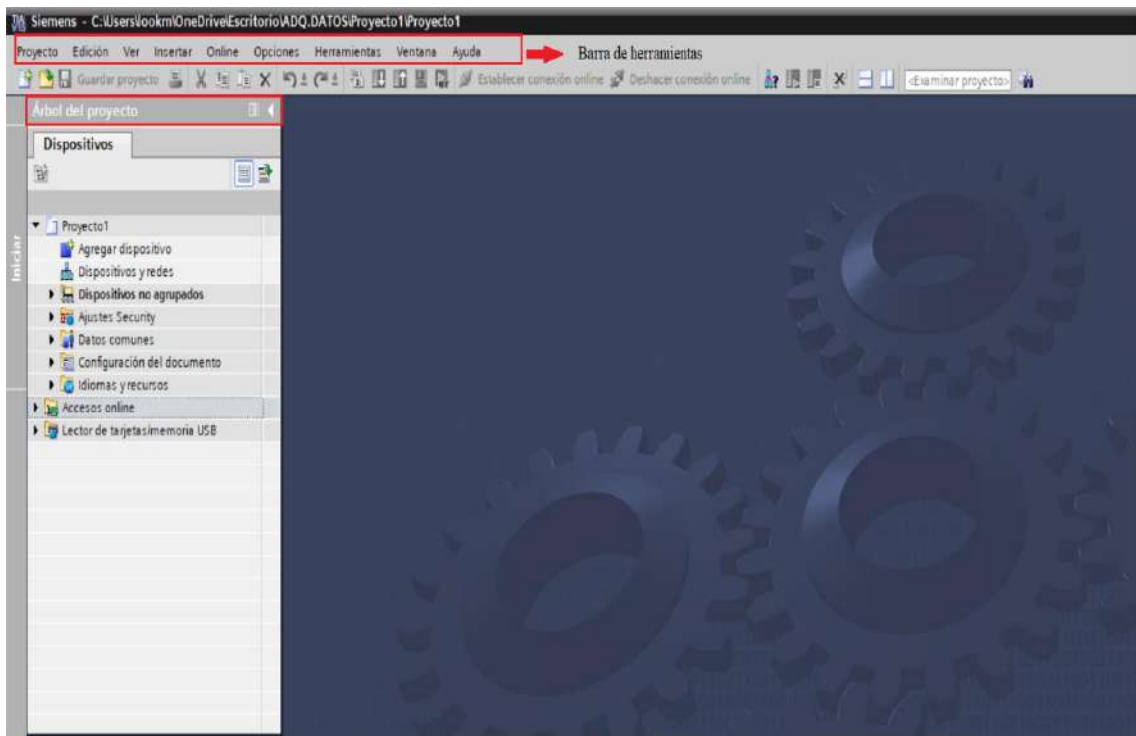 Siemens - C:\Users\lookm\OneDrive\Escritorio\ADQ.DATOS\Proyecto1\Proyecto1
Proyecto Edición Ver Insertar Online Opciones Herramientas Ventana Ayuda
Barra de herramientas
Guardar proyecto Establecer conexión online Deshacer conexión online <Examinar proyecto>
Árbol del proyecto
Dispositivos
Iniciar
Proyecto1
Agregar dispositivo
Dispositivos y redes
Dispositivos no agrupados
Ajustes Security
Datos comunes
Configuración del documento
Idiomas y recursos
Accesos online
Lector de tarjetas/memoria USB